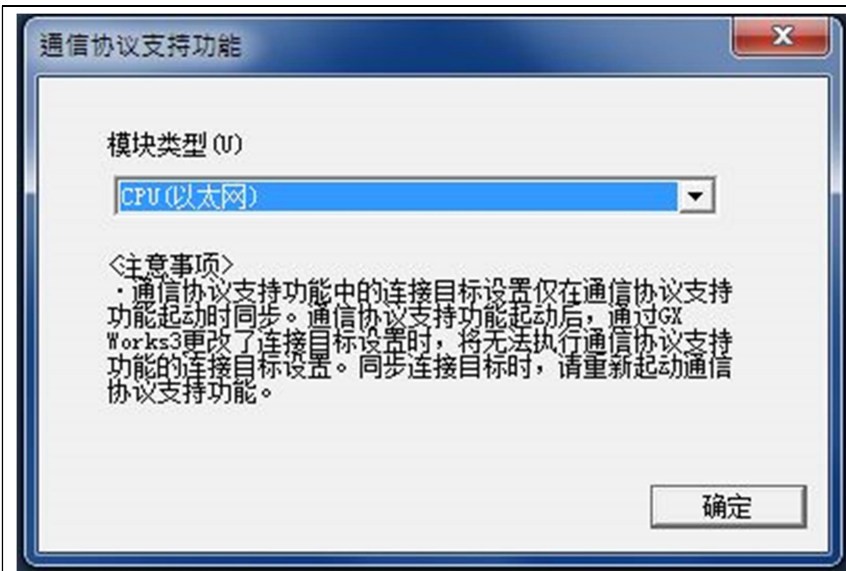 通信协议支持功能
模块类型(U)
CPU(以太网)
<注意事项>
·通信协议支持功能中的连接目标设置仅在通信协议支持
功能起动时同步。通信协议支持功能起动后，通过GX
Works3更改了连接目标设置时，将无法执行通信协议支持
功能的连接目标设置。同步连接目标时，请重新起动通信
协议支持功能。
确定